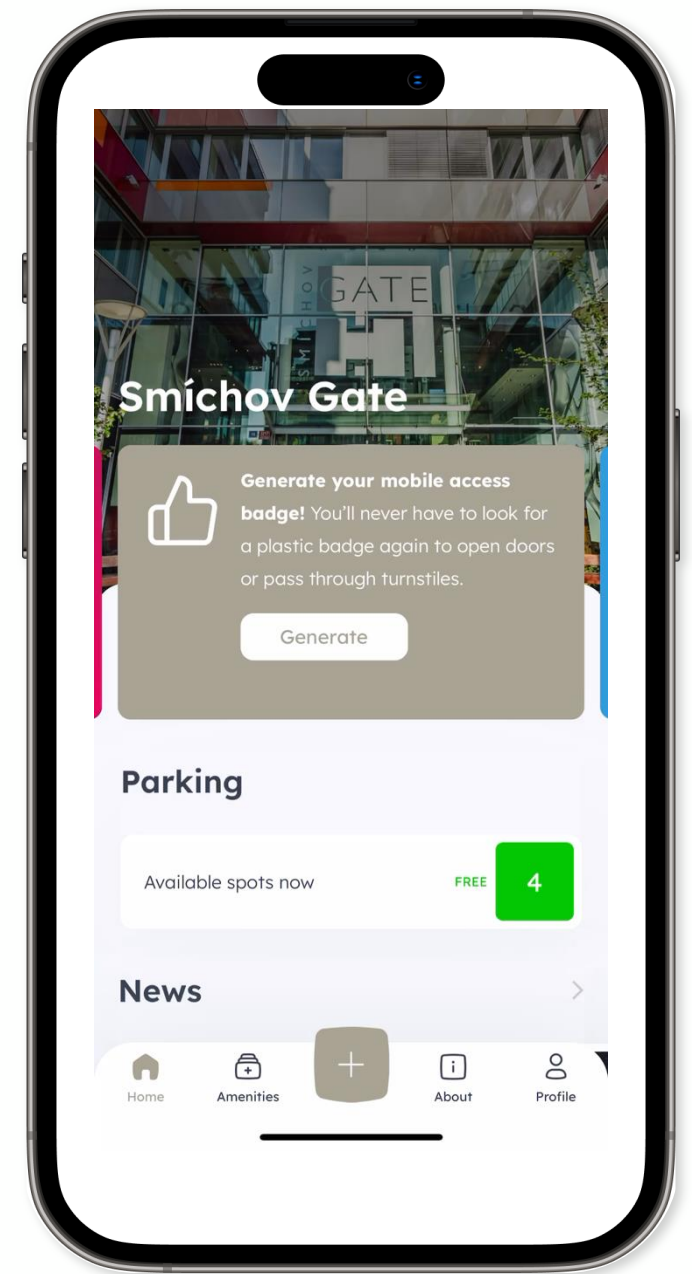 SMÍCHOV
GATE
Smíchov Gate
Generate your mobile access
badge! You'll never have to look for
a plastic badge again to open doors
or pass through turnstiles.
Generate
Parking
Available spots now
FREE
4
News
Home
Amenities
About
Profile